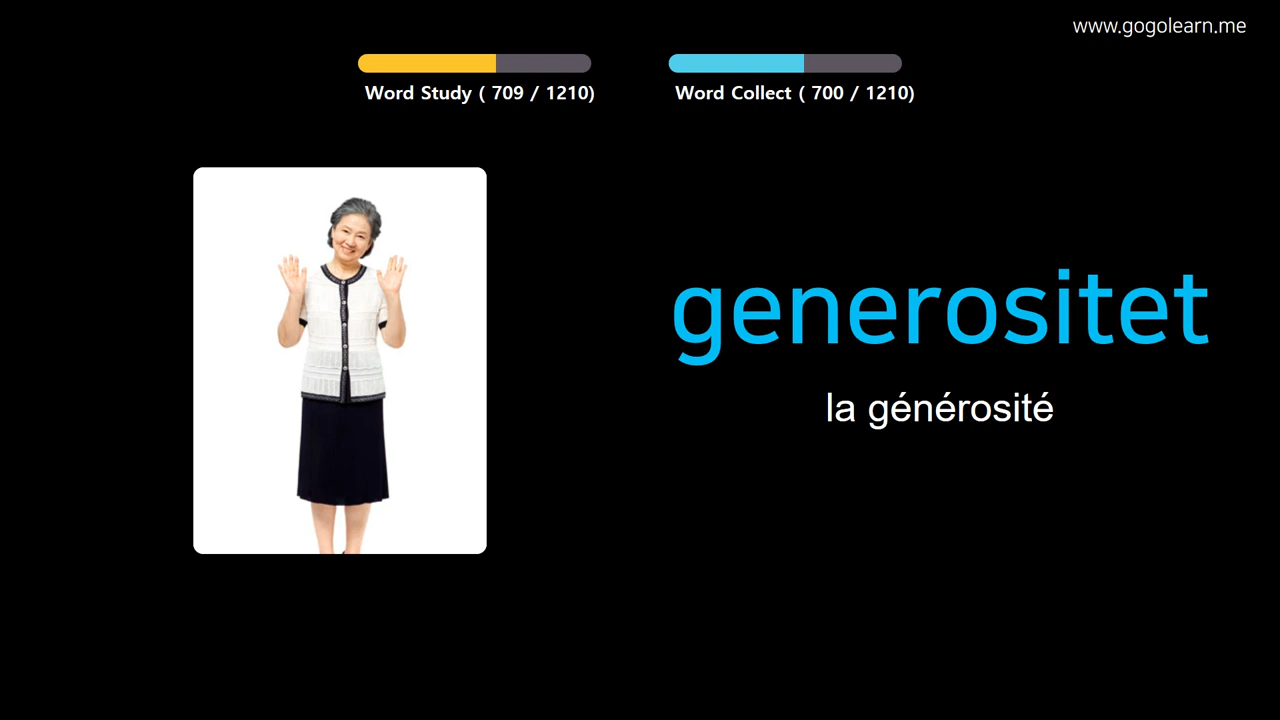 www.gogolearn.me
Word Study ( 709 / 1210)
Word Collect ( 700 / 1210)
generositet
la générosité